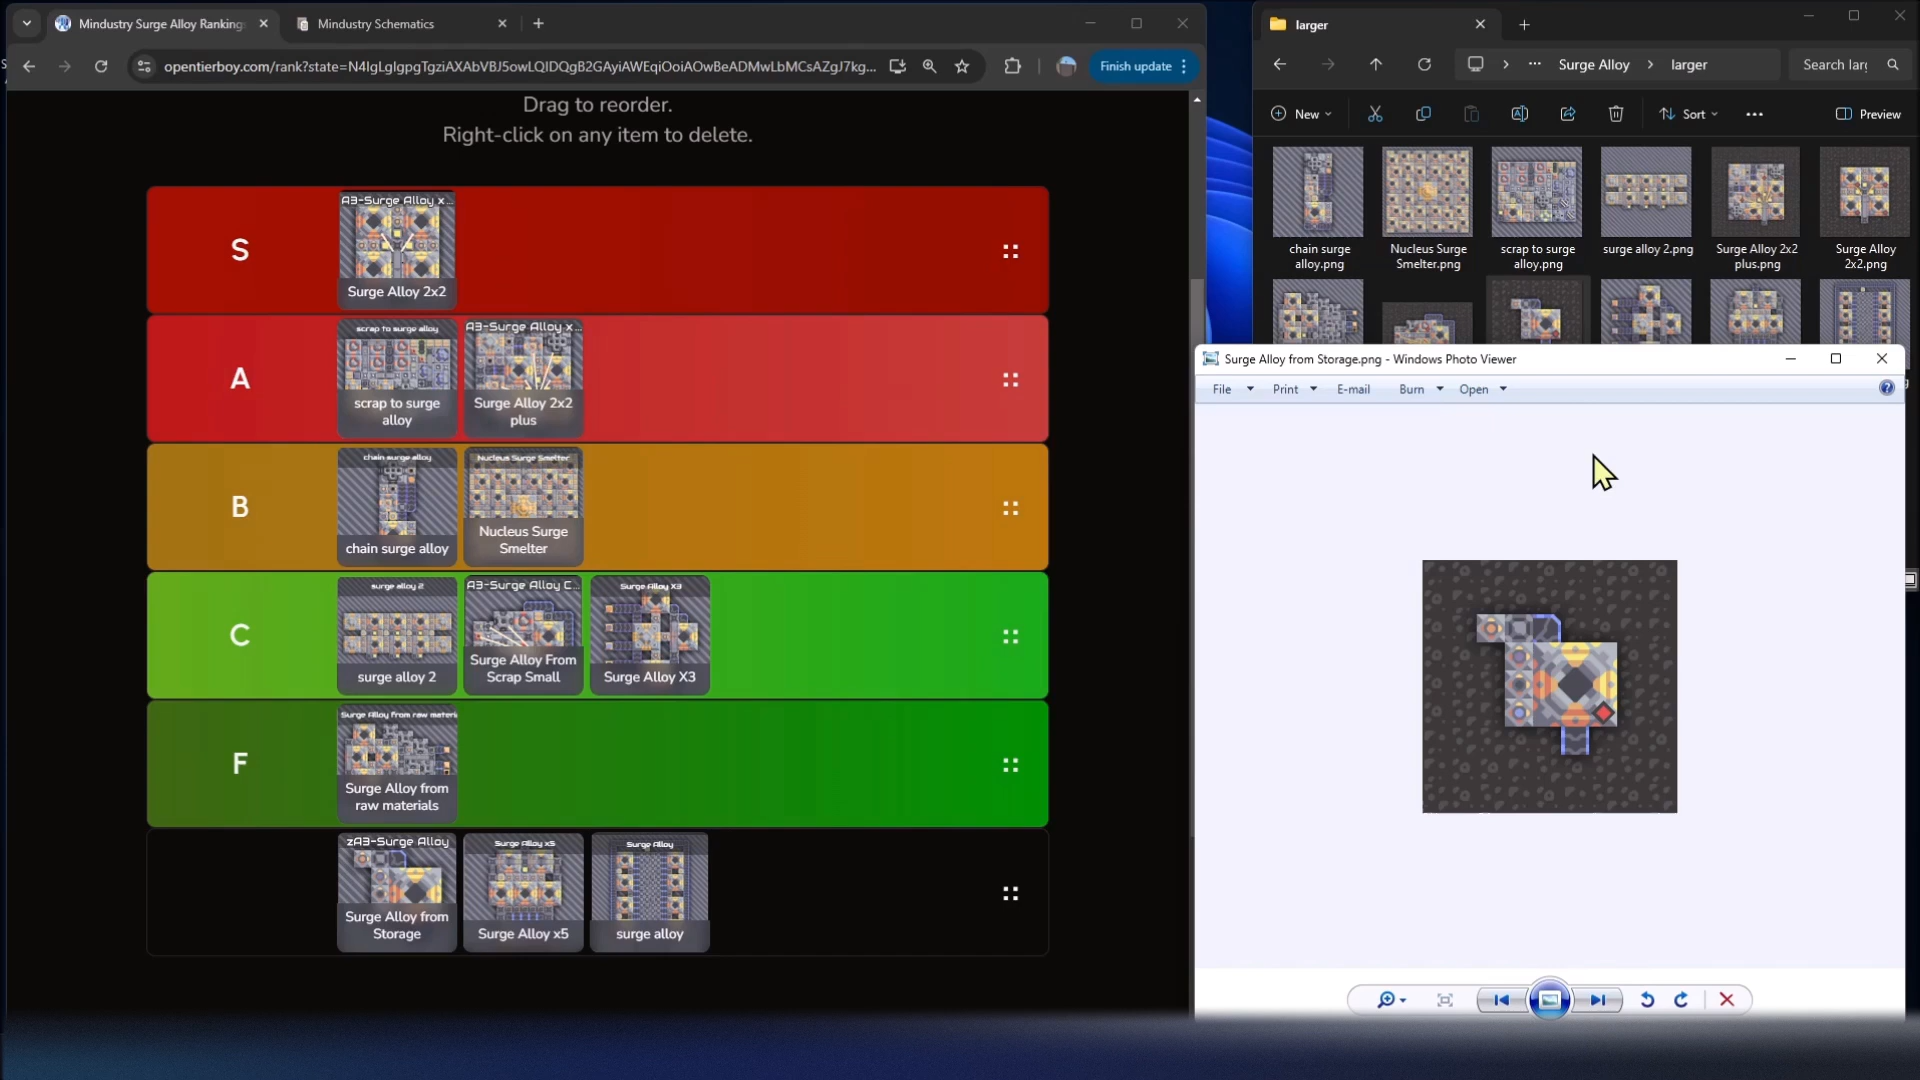 Mindustry Surge Alloy Ranking
Mindustry Schematics
opentierboy.com/rank?state=N4IgLgIgpgTgziAXAbVBJ5owLQIDQgB2GAyiAWEqiOoiAOwBeADMwLbMCsAZgJ7kg...
Finish update
Drag to reorder.
Right-click on any item to delete.
S
A3-Surge Alloy x...
Surge Alloy 2x2
A
scrap to surge alloy
scrap to surge
alloy
A3-Surge Alloy x...
Surge Alloy 2x2
plus
B
chain surge alloy
chain surge alloy
Nucleus Surge Smelter
Nucleus Surge
Smelter
C
surge alloy 2
surge alloy 2
A3-Surge Alloy C...
Surge Alloy From
Scrap Small
Surge Alloy X3
Surge Alloy X3
F
Surge Alloy from raw materi
Surge Alloy from
raw materials
zA3-Surge Alloy
Surge Alloy from
Storage
Surge Alloy x5
Surge Alloy x5
Surge Alloy
surge alloy
larger
Surge Alloy
larger
Search larg
New
Sort
Preview
chain surge
alloy.png
Nucleus Surge
Smelter.png
scrap to surge
alloy.png
surge alloy 2.png
Surge Alloy 2x2
plus.png
Surge Alloy
2x2.png
Surge Alloy from Storage.png - Windows Photo Viewer
File
Print
E-mail
Burn
Open